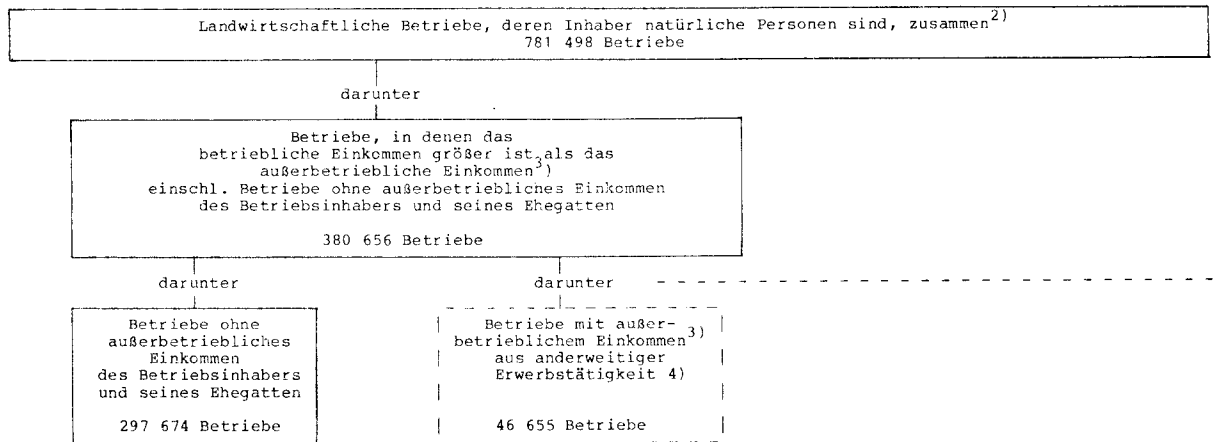 Landwirtschaftliche Betriebe, deren Inhaber natürliche Personen sind, zusammen2)
781 498 Betriebe
darunter
Betriebe, in denen das
betriebliche Einkommen größer ist als das
außerbetriebliche Einkommen3)
einschl. Betriebe ohne außerbetriebliches Einkommen
des Betriebsinhabers und seines Ehegatten
380 656 Betriebe
darunter
darunter
Betriebe ohne
außerbetriebliches
Einkommen
des Betriebsinhabers
und seines Ehegatten
297 674 Betriebe
Betriebe mit außer-
betrieblichem Einkommen3)
aus anderweitiger
Erwerbstätigkeit 4)
46 655 Betriebe